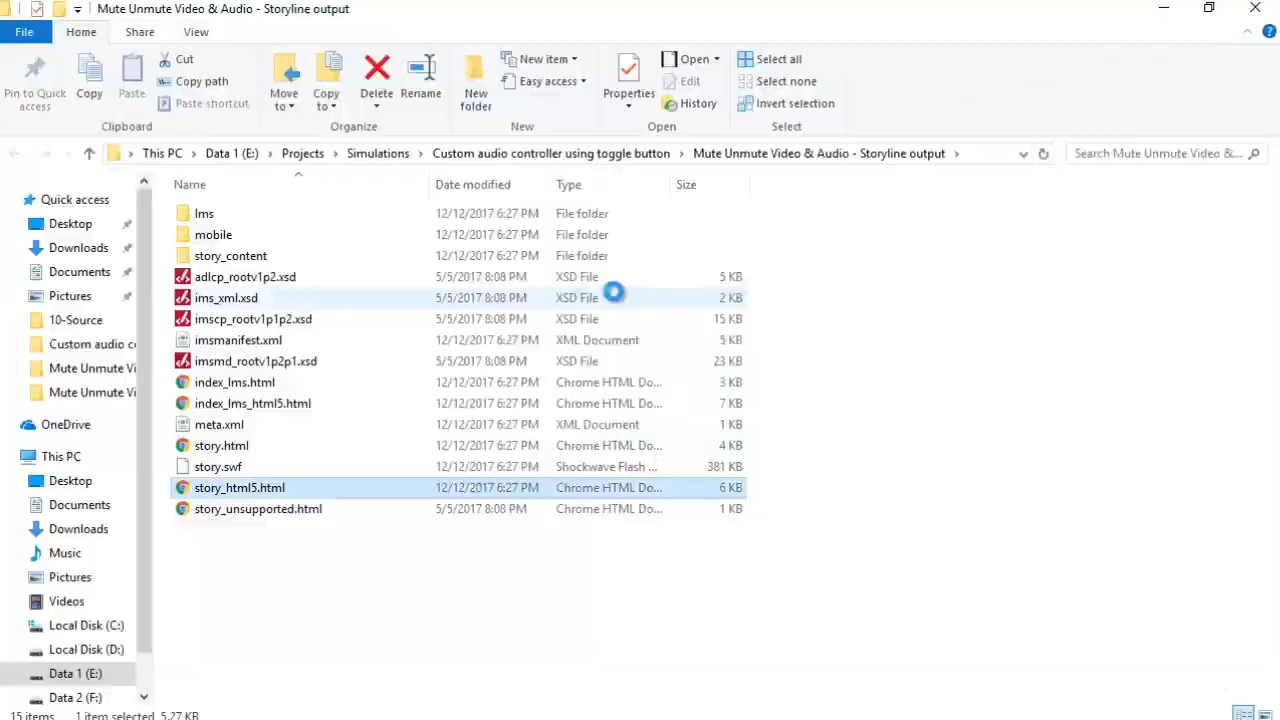 Mute Unmute Video & Audio - Storyline output
File Home Share View
Pin to Quick access
Copy
Paste
Cut
Copy path
Paste shortcut
Clipboard
Move to
Copy to
Delete
Rename
Organize
New folder
New item
Easy access
New
Properties
Open
Edit
History
Open
Select all
Select none
Invert selection
Select
This PC > Data 1 (E:) > Projects > Simulations > Custom audio controller using toggle button > Mute Unmute Video & Audio - Storyline output >
Search Mute Unmute Video &...
Quick access
Desktop
Downloads
Documents
Pictures
10-Source
Custom audio c
Mute Unmute Vi
Mute Unmute Vi
OneDrive
This PC
Desktop
Documents
Downloads
Music
Pictures
Videos
Local Disk (C:)
Local Disk (D:)
Data 1 (E:)
Data 2 (F:)
Name Date modified Type Size
lms 12/12/2017 6:27 PM File folder
mobile 12/12/2017 6:27 PM File folder
story_content 12/12/2017 6:27 PM File folder
adlcp_rootv1p2.xsd 5/5/2017 8:08 PM XSD File 5 KB
ims_xml.xsd 5/5/2017 8:08 PM XSD File 2 KB
imscp_rootv1p1p2.xsd 5/5/2017 8:08 PM XSD File 15 KB
imsmanifest.xml 12/12/2017 6:27 PM XML Document 5 KB
imsmd_rootv1p2p1.xsd 5/5/2017 8:08 PM XSD File 23 KB
index_lms.html 12/12/2017 6:27 PM Chrome HTML Do... 3 KB
index_lms_html5.html 12/12/2017 6:27 PM Chrome HTML Do... 7 KB
meta.xml 12/12/2017 6:27 PM XML Document 1 KB
story.html 12/12/2017 6:27 PM Chrome HTML Do... 4 KB
story.swf 12/12/2017 6:27 PM Shockwave Flash ... 381 KB
story_html5.html 12/12/2017 6:27 PM Chrome HTML Do... 6 KB
story_unsupported.html 5/5/2017 8:08 PM Chrome HTML Do... 1 KB
15 items 1 item selected 5.27 KB